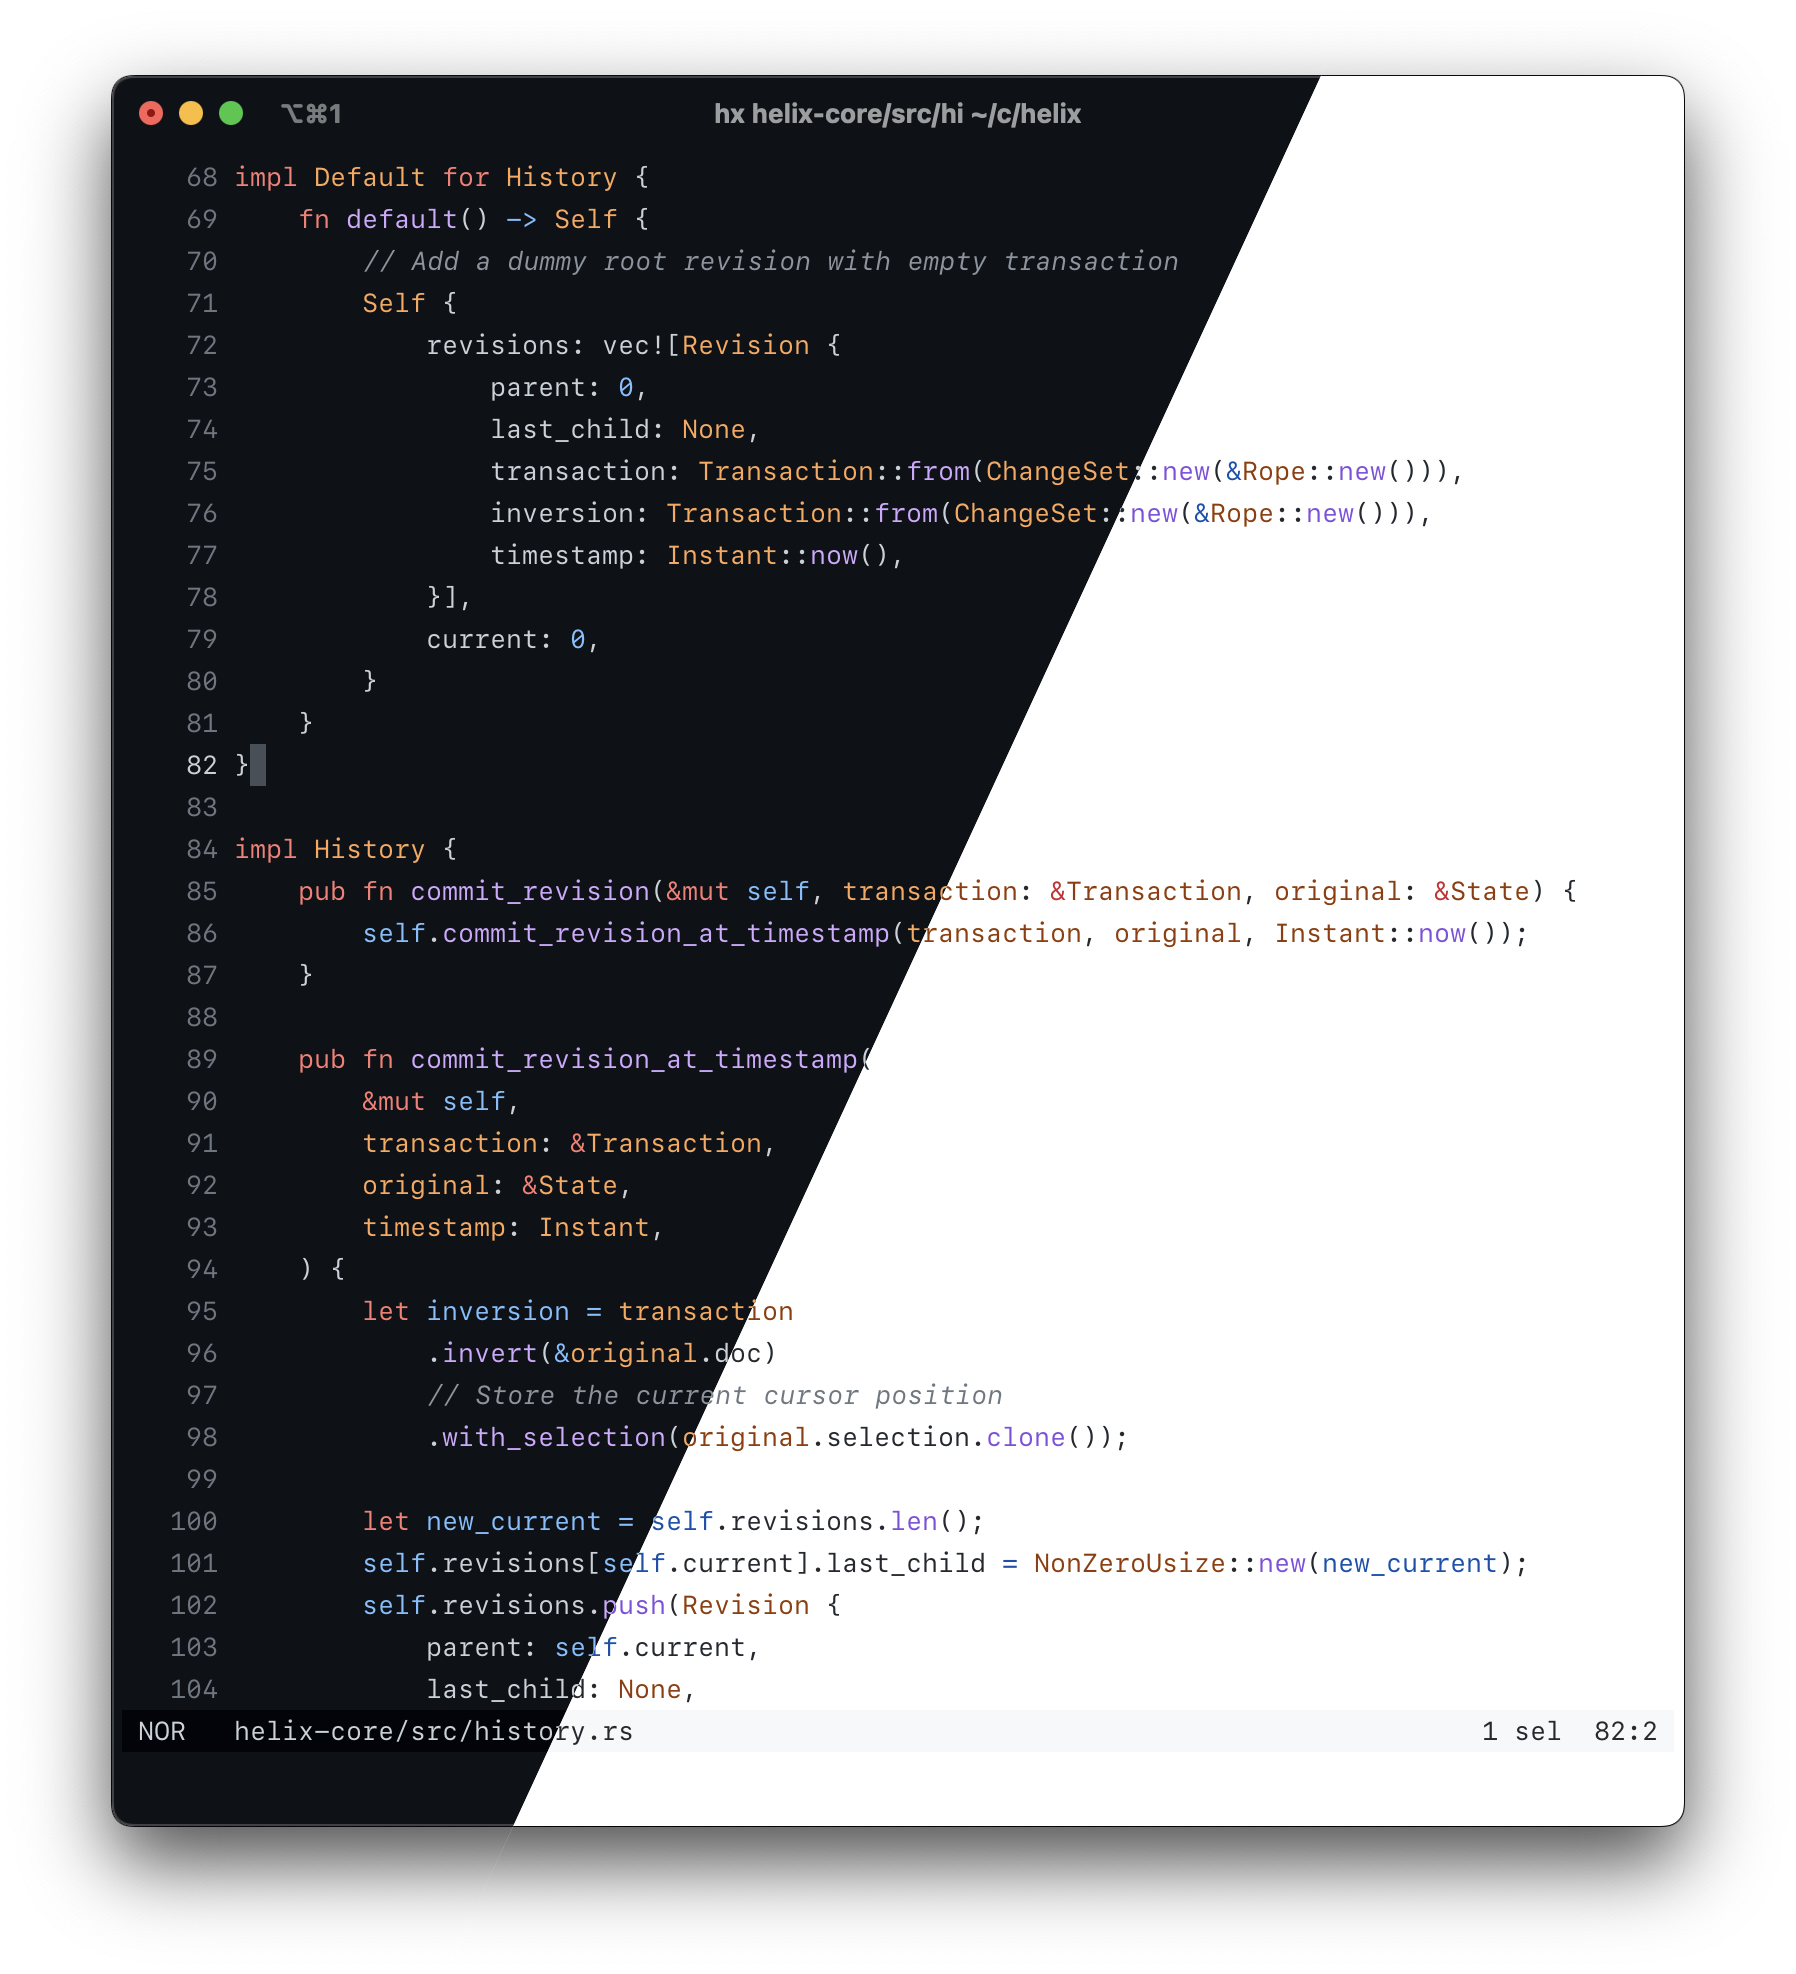 ⌥⌘1 hx helix-core/src/hi ~/c/helix
68 impl Default for History {
69     fn default() -> Self {
70         // Add a dummy root revision with empty transaction
71         Self {
72             revisions: vec![Revision {
73                 parent: 0,
74                 last_child: None,
75                 transaction: Transaction::from(ChangeSet::new(&Rope::new())),
76                 inversion: Transaction::from(ChangeSet::new(&Rope::new())),
77                 timestamp: Instant::now(),
78             }],
79             current: 0,
80         }
81     }
82 }
83
84 impl History {
85     pub fn commit_revision(&mut self, transaction: &Transaction, original: &State) {
86         self.commit_revision_at_timestamp(transaction, original, Instant::now());
87     }
88
89     pub fn commit_revision_at_timestamp(
90         &mut self,
91         transaction: &Transaction,
92         original: &State,
93         timestamp: Instant,
94     ) {
95         let inversion = transaction
96             .invert(&original.doc)
97             // Store the current cursor position
98             .with_selection(original.selection.clone());
99
100         let new_current = self.revisions.len();
101         self.revisions[self.current].last_child = NonZeroUsize::new(new_current);
102         self.revisions.push(Revision {
103             parent: self.current,
104             last_child: None,
NOR   helix-core/src/history.rs   1 sel  82:2